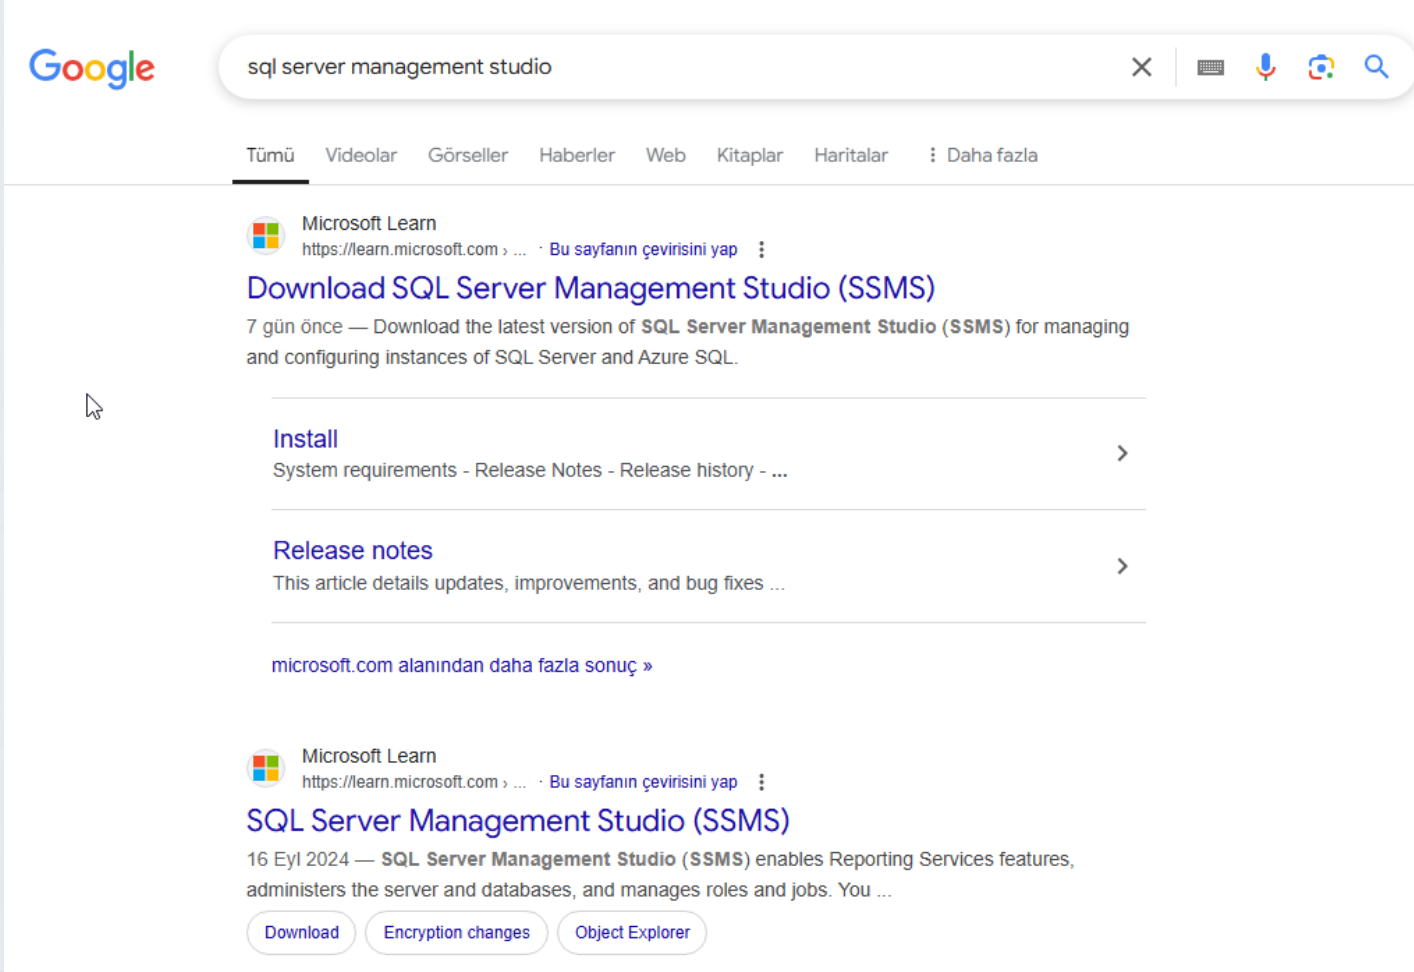 Google
sql server management studio
Tümü Videolar Görseller Haberler Web Kitaplar Haritalar Daha fazla
Microsoft Learn
https://learn.microsoft.com › ... · Bu sayfanın çevirisini yap
Download SQL Server Management Studio (SSMS)
7 gün önce — Download the latest version of SQL Server Management Studio (SSMS) for managing
and configuring instances of SQL Server and Azure SQL.
Install
System requirements - Release Notes - Release history - ...
Release notes
This article details updates, improvements, and bug fixes ...
microsoft.com alanından daha fazla sonuç »
Microsoft Learn
https://learn.microsoft.com › ... · Bu sayfanın çevirisini yap
SQL Server Management Studio (SSMS)
16 Eyl 2024 — SQL Server Management Studio (SSMS) enables Reporting Services features,
administers the server and databases, and manages roles and jobs. You ...
Download Encryption changes Object Explorer